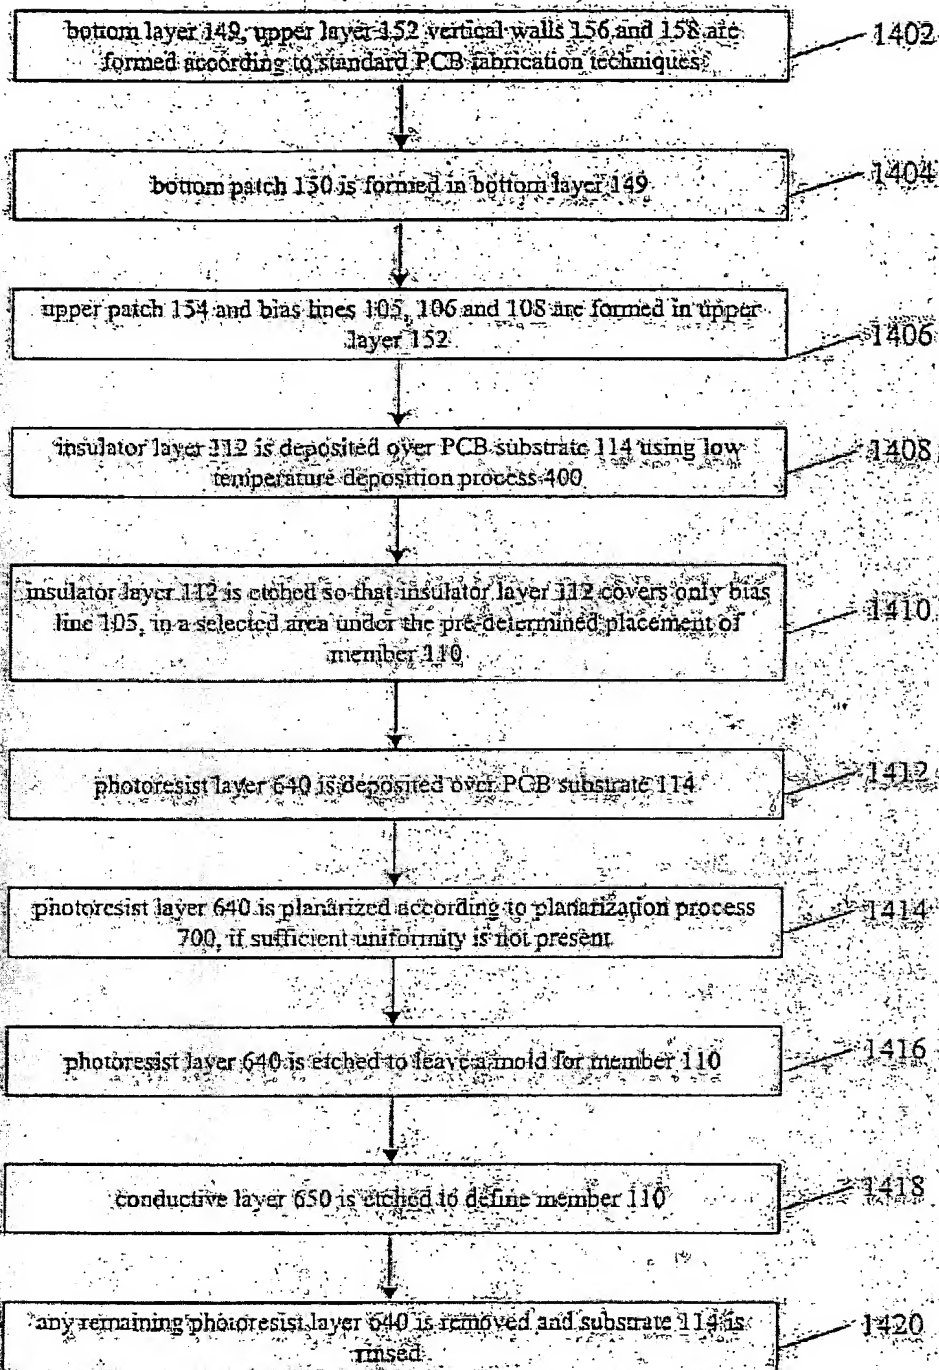 bottom layer 149, upper layer 152 vertical walls 156 and 158 are
formed according to standard PCB fabrication techniques
1402
bottom patch 150 is formed in bottom layer 149
1404
upper patch 154 and bias lines 105, 106 and 108 are formed in upper
layer 152
1406
insulator layer 112 is deposited over PCB substrate 114 using low
temperature deposition process 400
1408
insulator layer 112 is etched so that insulator layer 112 covers only bias
line 105, in a selected area under the pre-determined placement of
member 110
1410
photoresist layer 640 is deposited over PCB substrate 114
1412
photoresist layer 640 is planarized according to planarization process
700, if sufficient uniformity is not present
1414
photoresist layer 640 is etched to leave a mold for member 110
1416
conductive layer 650 is etched to define member 110
1418
any remaining photoresist layer 640 is removed and substrate 114 is
rinsed
1420